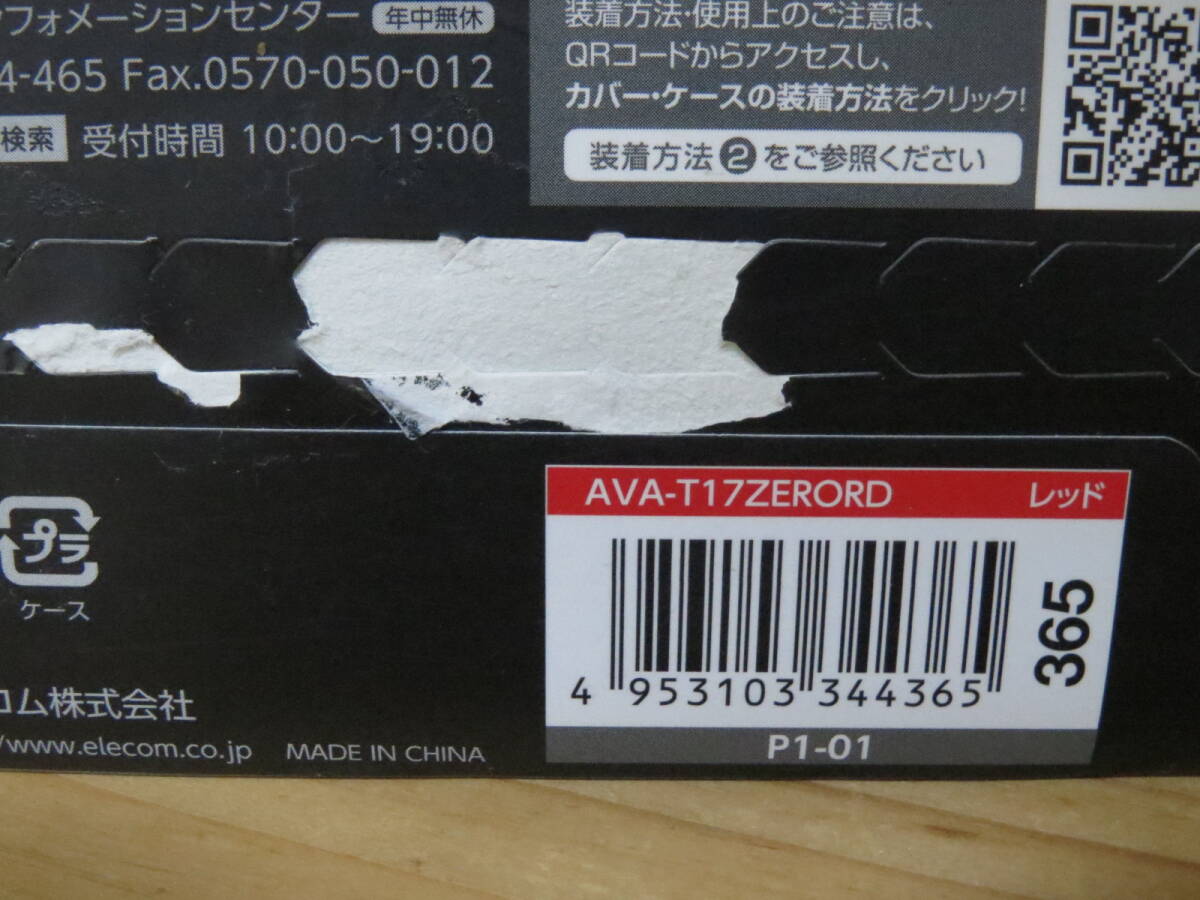 ンフォメーションセンター 年中無休
4-465 Fax.0570-050-012
検索 受付時間 10:00～19:00
装着方法・使用上のご注意は、
QRコードからアクセスし、
カバー・ケースの装着方法をクリック!
装着方法❷をご参照ください
プラ
ケース
コム株式会社
/www.elecom.co.jp MADE IN CHINA
AVA-T17ZERORD レッド
4 953103 344365
365
P1-01